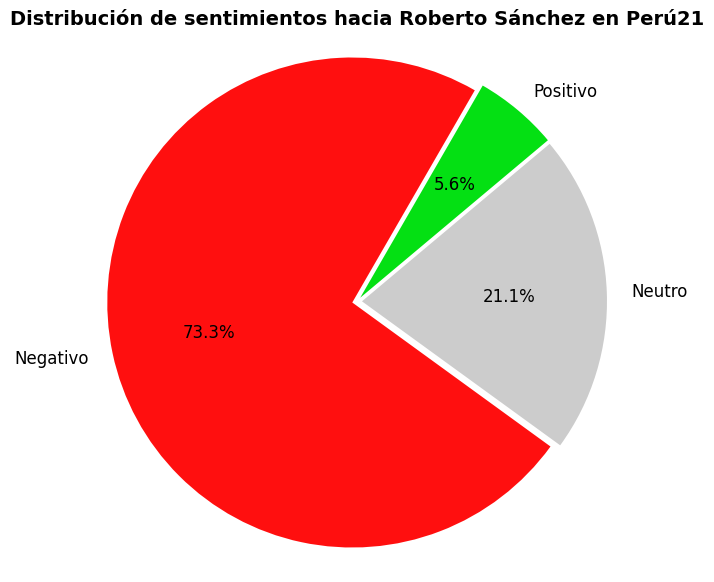 Distribución de sentimientos hacia Roberto Sánchez en Perú21
Positivo
5.6%
21.1%
Neutro
73.3%
Negativo